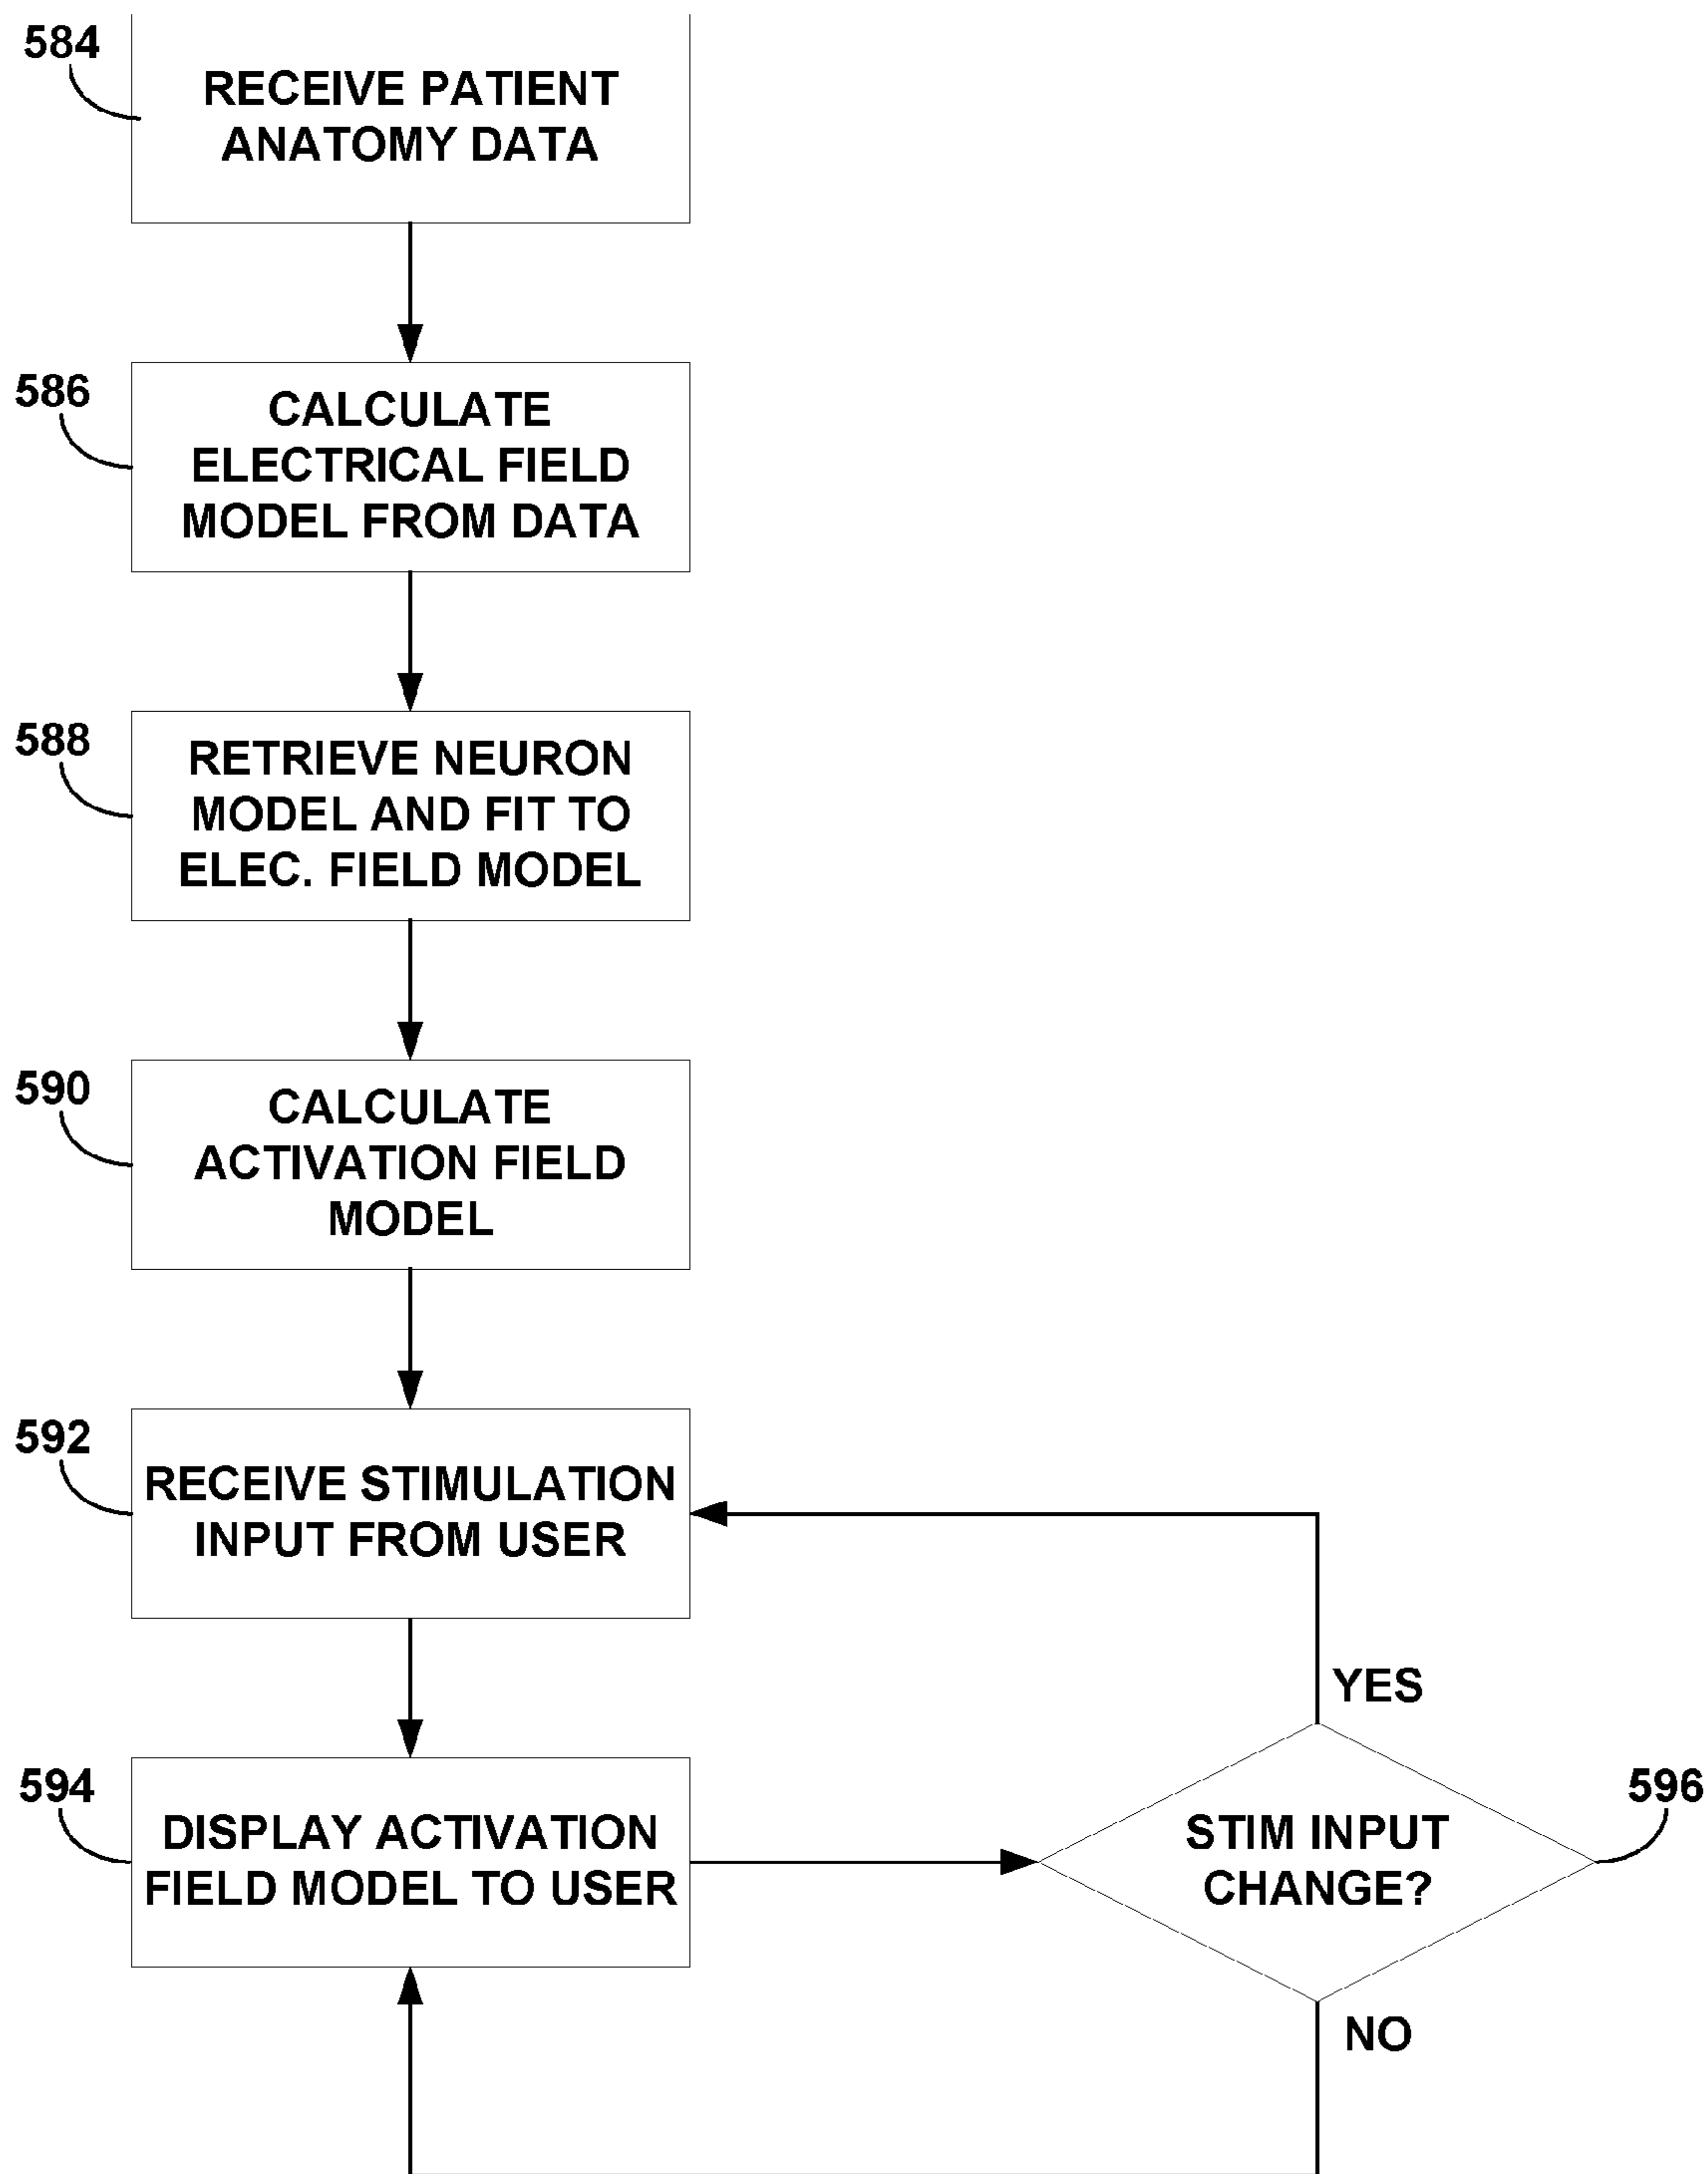 584
RECEIVE PATIENT
ANATOMY DATA
586
CALCULATE
ELECTRICAL FIELD
MODEL FROM DATA
588
RETRIEVE NEURON
MODEL AND FIT TO
ELEC. FIELD MODEL
590
CALCULATE
ACTIVATION FIELD
MODEL
592
RECEIVE STIMULATION
INPUT FROM USER
YES
594
DISPLAY ACTIVATION
FIELD MODEL TO USER
STIM INPUT
CHANGE?
596
NO